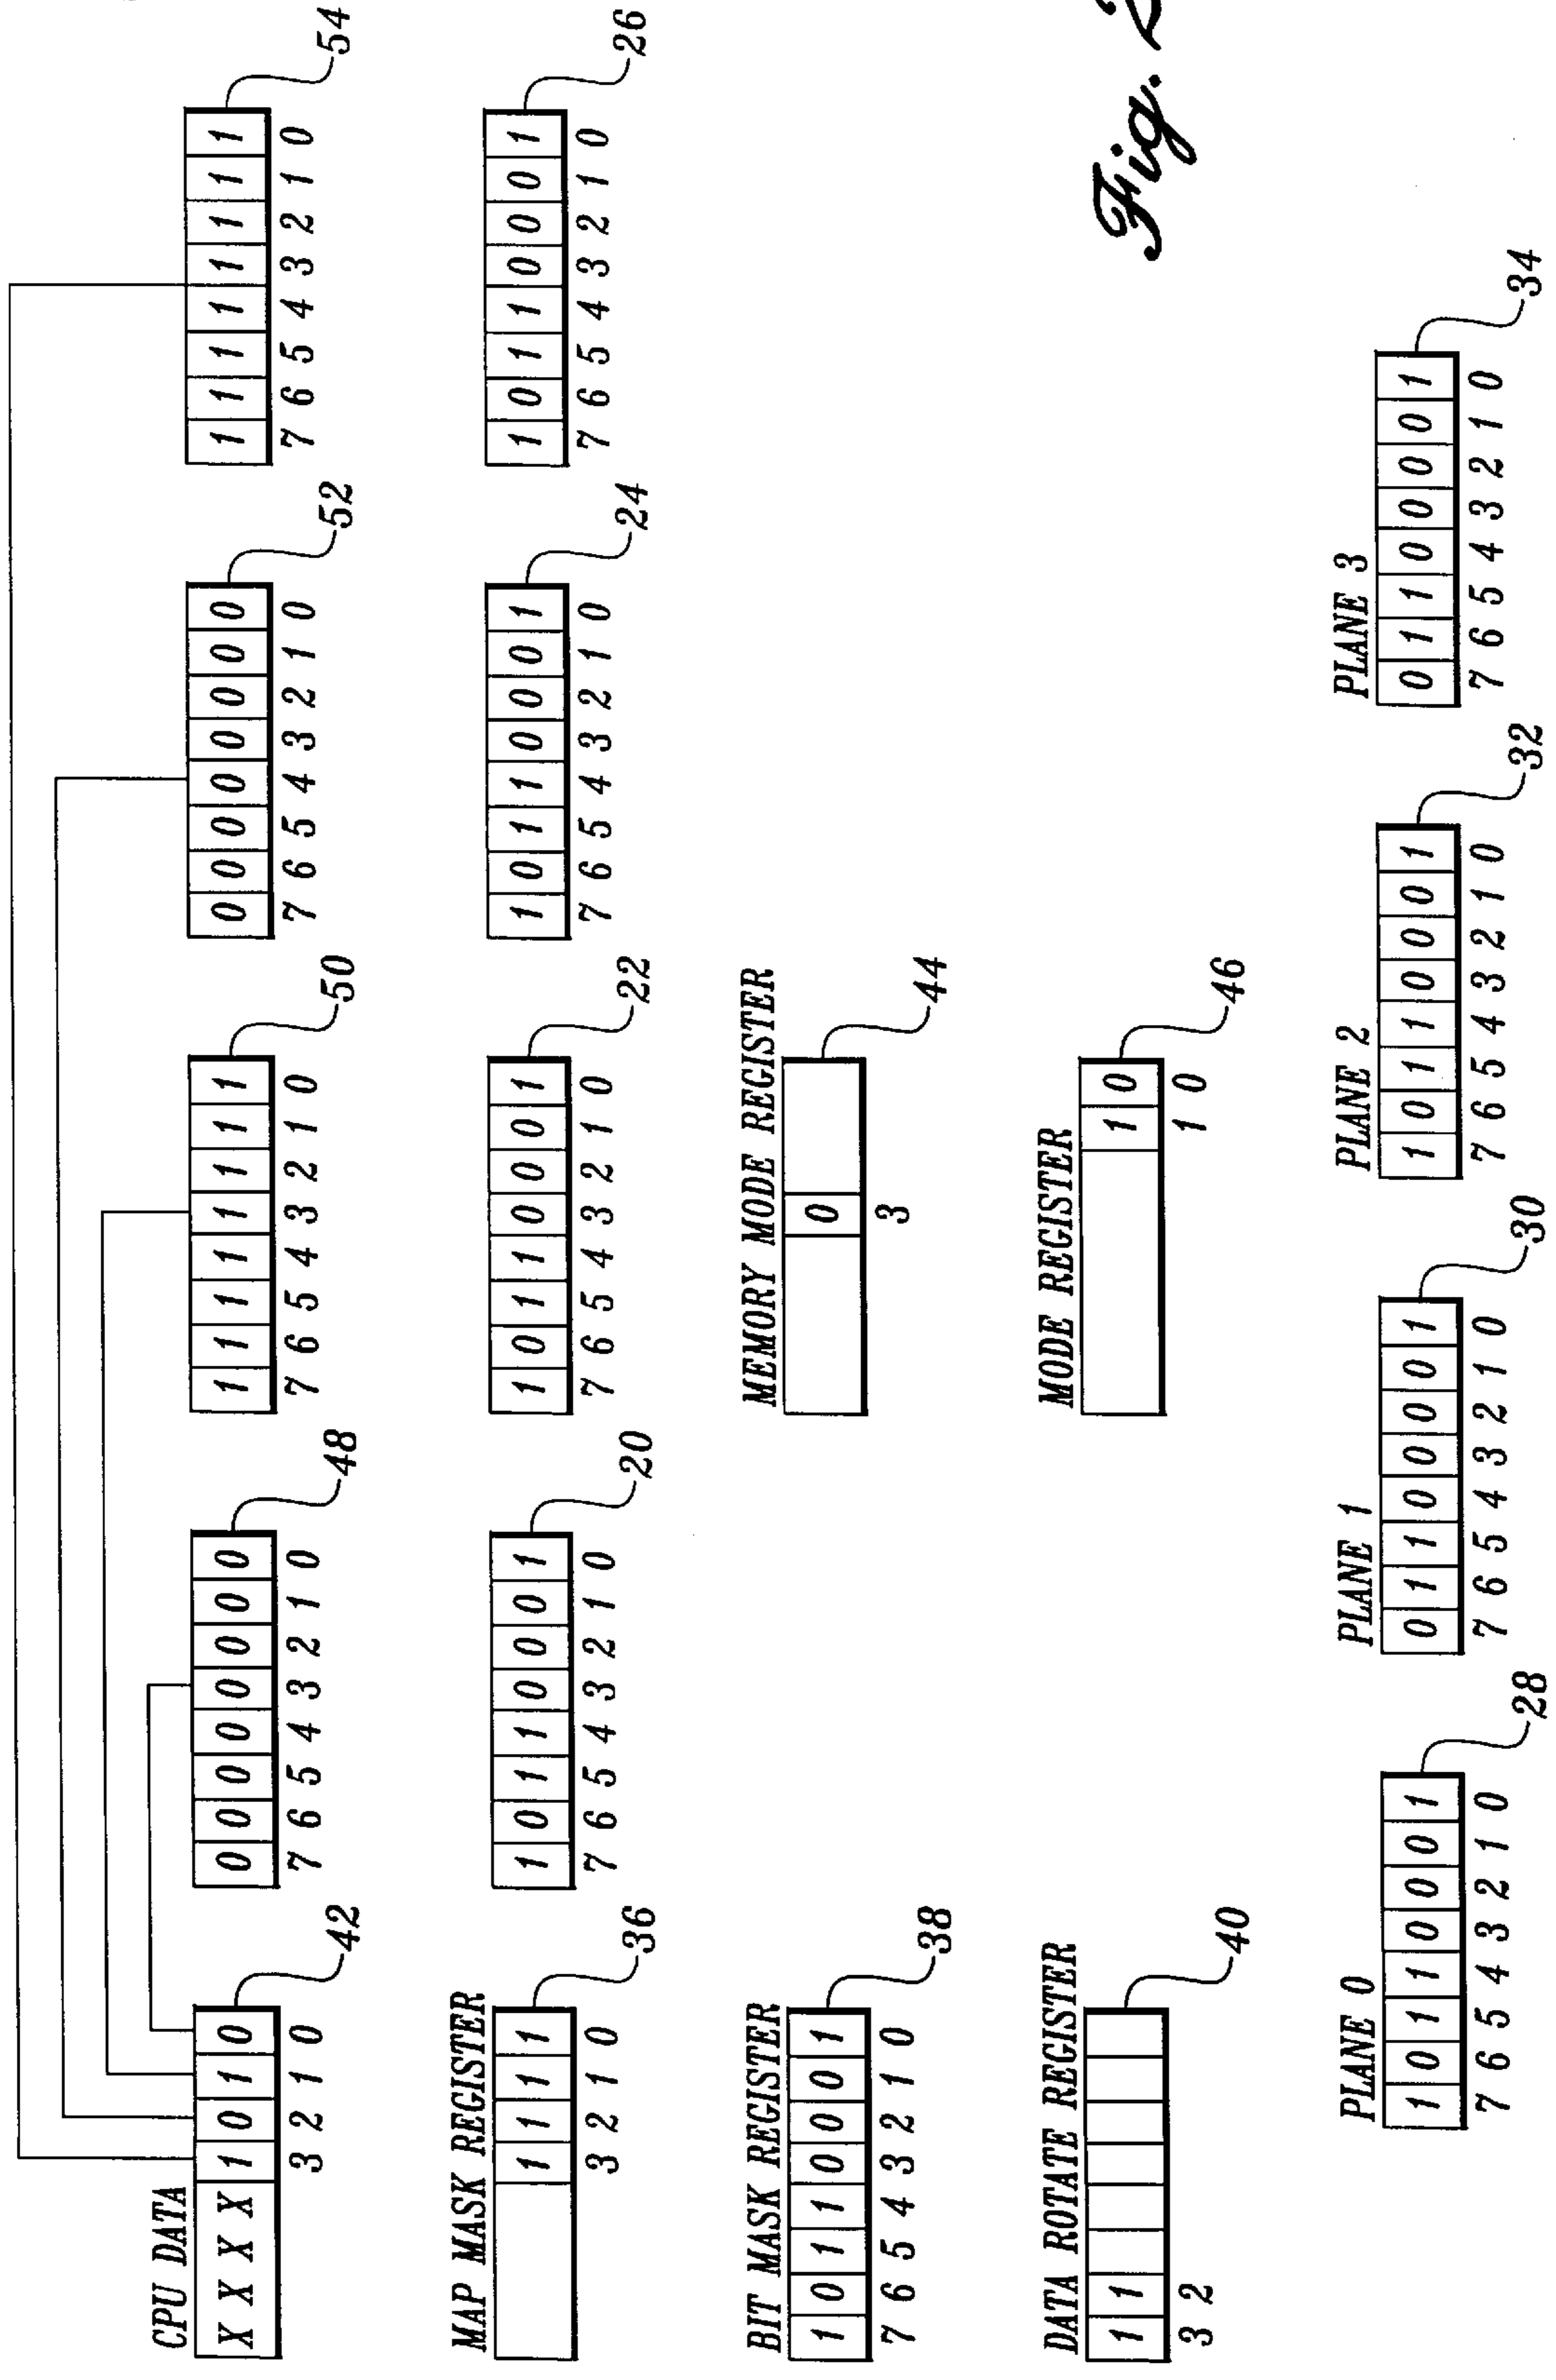 CPU DATA
X X X X 1 0 1 0
3 2 1 0
42
0 0 0 0 0 0 0 0
7 6 5 4 3 2 1 0
48
1 1 1 1 1 1 1 1
7 6 5 4 3 2 1 0
50
0 0 0 0 0 0 0 0
7 6 5 4 3 2 1 0
52
1 1 1 1 1 1 1 1
7 6 5 4 3 2 1 0
54
MAP MASK REGISTER
1 1 1 1
3 2 1 0
36
1 0 1 1 0 0 0 1
7 6 5 4 3 2 1 0
20
1 0 1 1 0 0 0 1
7 6 5 4 3 2 1 0
22
1 0 1 1 0 0 0 1
7 6 5 4 3 2 1 0
24
1 0 1 1 0 0 0 1
7 6 5 4 3 2 1 0
26
BIT MASK REGISTER
1 0 1 1 0 0 0 1
7 6 5 4 3 2 1 0
38
MEMORY MODE REGISTER
0
3
44
DATA ROTATE REGISTER
1 1
3 2
40
MODE REGISTER
1 0
1 0
46
PLANE 0
1 0 1 1 0 0 0 1
7 6 5 4 3 2 1 0
28
PLANE 1
0 1 1 0 0 0 0 1
7 6 5 4 3 2 1 0
30
PLANE 2
1 0 1 1 0 0 0 1
7 6 5 4 3 2 1 0
32
PLANE 3
0 1 1 0 0 0 0 1
7 6 5 4 3 2 1 0
34
Fig. 2